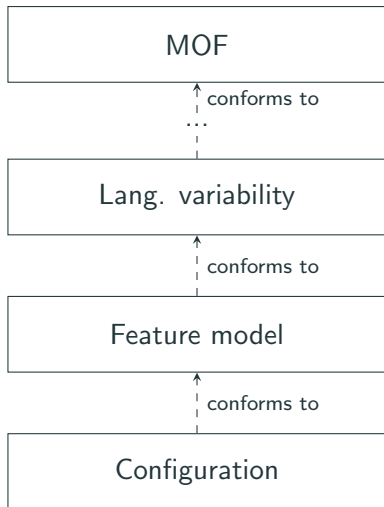 MOF
conforms to
...
Lang. variability
conforms to
Feature model
conforms to
Configuration